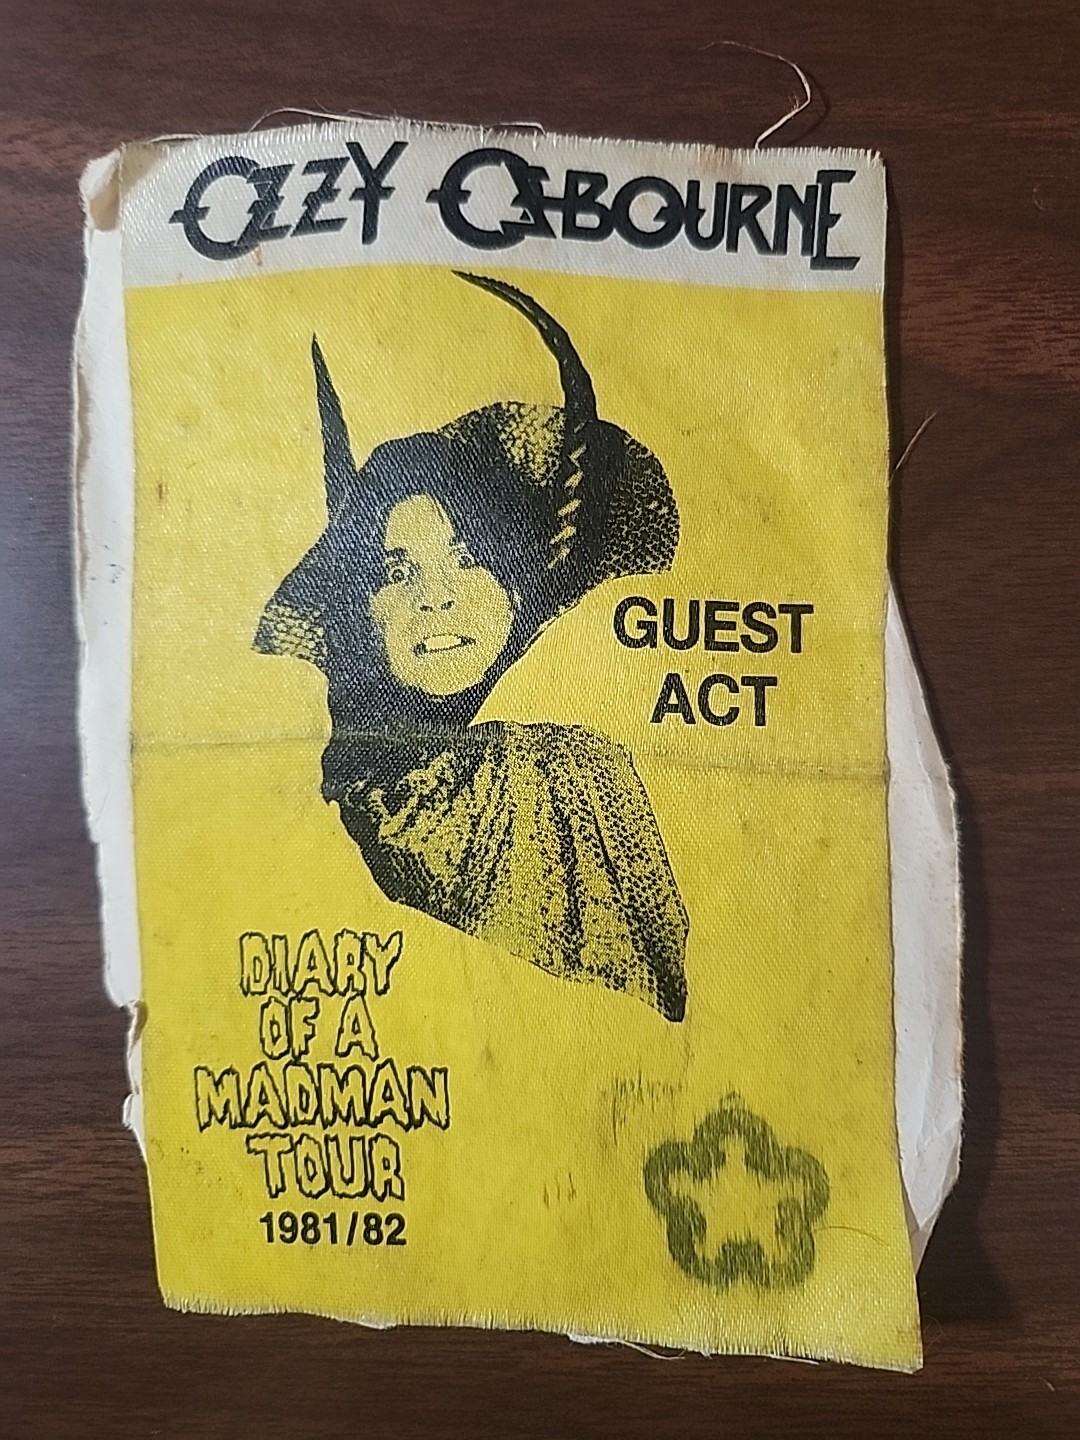 OZZY OSBOURNE
GUEST
ACT
DIARY
OF A
MADMAN
TOUR
1981/82